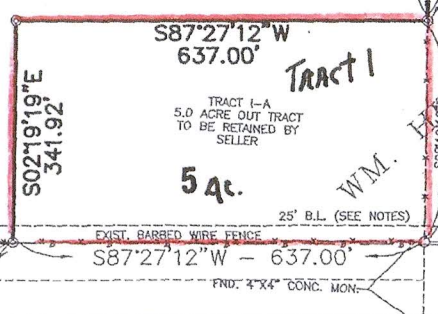 S87°27'12"W
637.00'
TRACT 1
S02°19'19"E
341.92'
TRACT 1-A
5.0 ACRE OUT TRACT
TO BE RETAINED BY
SELLER
5 ac.
WM. H
25' B.L (SEE NOTES)
EXIST. BARBED WIRE FENCE
S87°27'12"W - 637.00'
FND. 4"X4" CONC. MON.